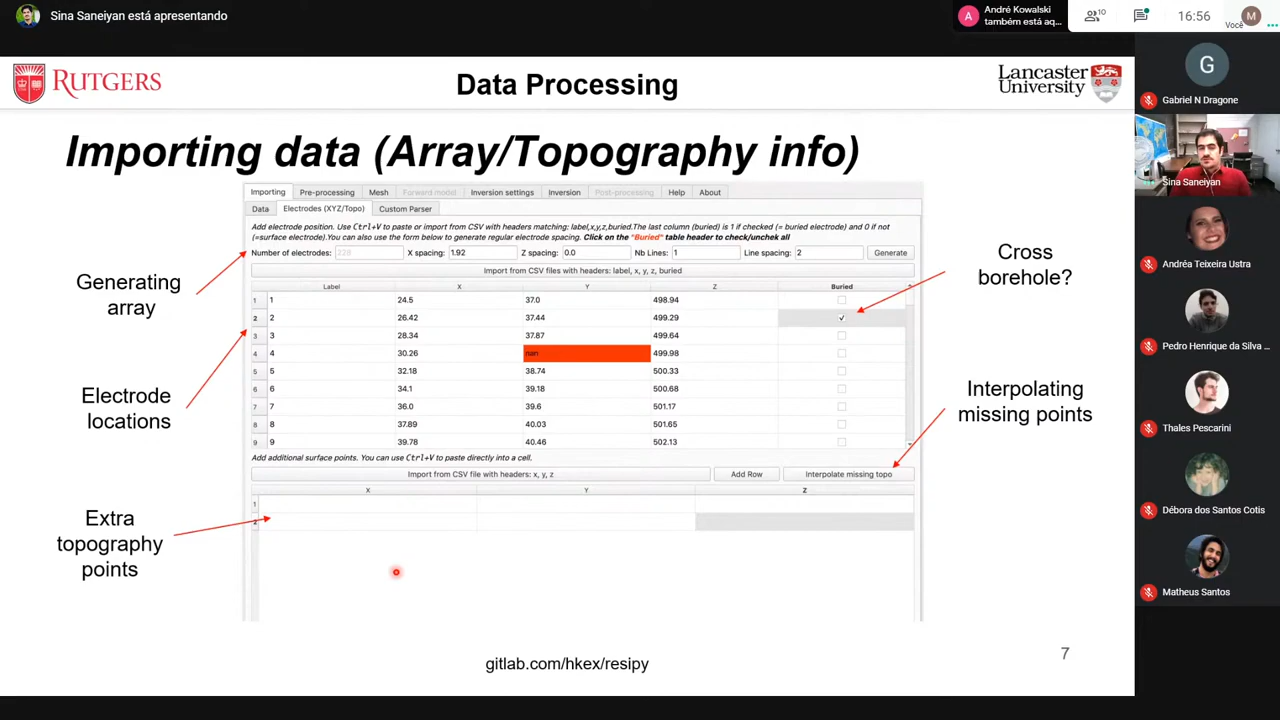 Sina Saneiyan está apresentando
André Kowalski
também está aq...
10
16:56
Você
A
M
RUTGERS
Data Processing
Lancaster
University
Importing data (Array/Topography info)
Importing Pre-processing Mesh Forward model Inversion settings Inversion Post-processing Help About
Data Electrodes (XYZ/Topo) Custom Parser
Add electrode position. Use Ctrl+V to paste or import from CSV with headers matching: label,x,y,z,buried.The last column (buried) is 1 if checked (= buried electrode) and 0 if not
(=surface electrode).You can also use the form below to generate regular electrode spacing. Click on the "Buried" table header to check/unchek all
Number of electrodes: 228 X spacing: 1.92 Z spacing: 0.0 Nb Lines: 1 Line spacing: 2 Generate
Import from CSV files with headers: label, x, y, z, buried
Label X Y Z Buried
1 1 24.5 37.0 498.94
2 2 26.42 37.44 499.29
3 3 28.34 37.87 499.64
4 4 30.26 nan 499.98
5 5 32.18 38.74 500.33
6 6 34.1 39.18 500.68
7 7 36.0 39.6 501.17
8 8 37.89 40.03 501.65
9 9 39.78 40.46 502.13
Add additional surface points. You can use Ctrl+V to paste directly into a cell.
Import from CSV file with headers: x, y, z Add Row Interpolate missing topo
X Y Z
1
2
Generating
array
Electrode
locations
Extra
topography
points
Cross
borehole?
Interpolating
missing points
gitlab.com/hkex/resipy
7
G
Gabriel N Dragone
Sina Saneiyan
Andréa Teixeira Ustra
Pedro Henrique da Silva ...
Thales Pescarini
Débora dos Santos Cotis
Matheus Santos